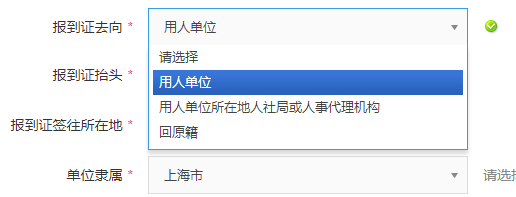 报到证去向 * 用人单位
请选择
报到证抬头 * 用人单位
用人单位所在地人社局或人事代理机构
报到证签往所在地 * 回原籍
单位隶属 * 上海市 请选